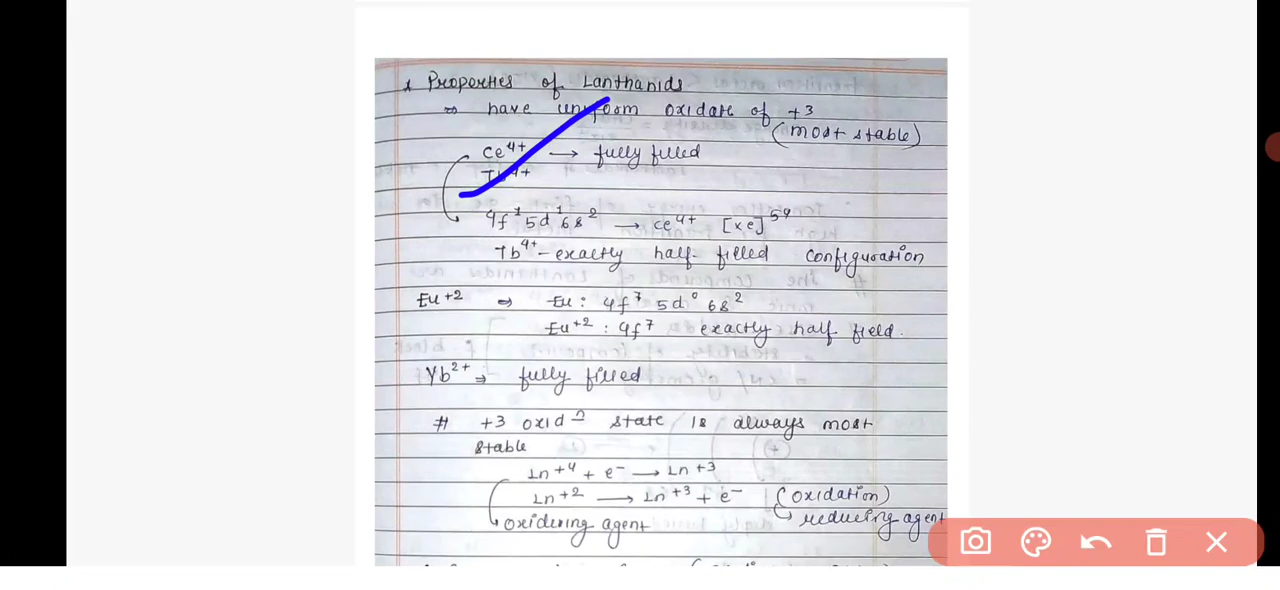 * Properties of Lanthanids
⇒ have uniform oxidate of +3
(most stable)
Ce⁴⁺ → fully filled
Tb⁴⁺
4f¹ 5d¹ 6s² → Ce⁴⁺ [Xe]⁵⁴
Tb⁴⁺ - exactly half filled configuration
Eu+2 ⇒ Eu : 4f⁷ 5d⁰ 6s²
Eu⁺² : 4f⁷ exactly half field.
Yb²⁺ ⇒ fully filled
# +3 oxidⁿ state is always most
stable
Ln⁺⁴ + e⁻ → Ln+3
Ln⁺² → Ln⁺³ + e⁻ (oxidation)
oxidering agent reducing agent